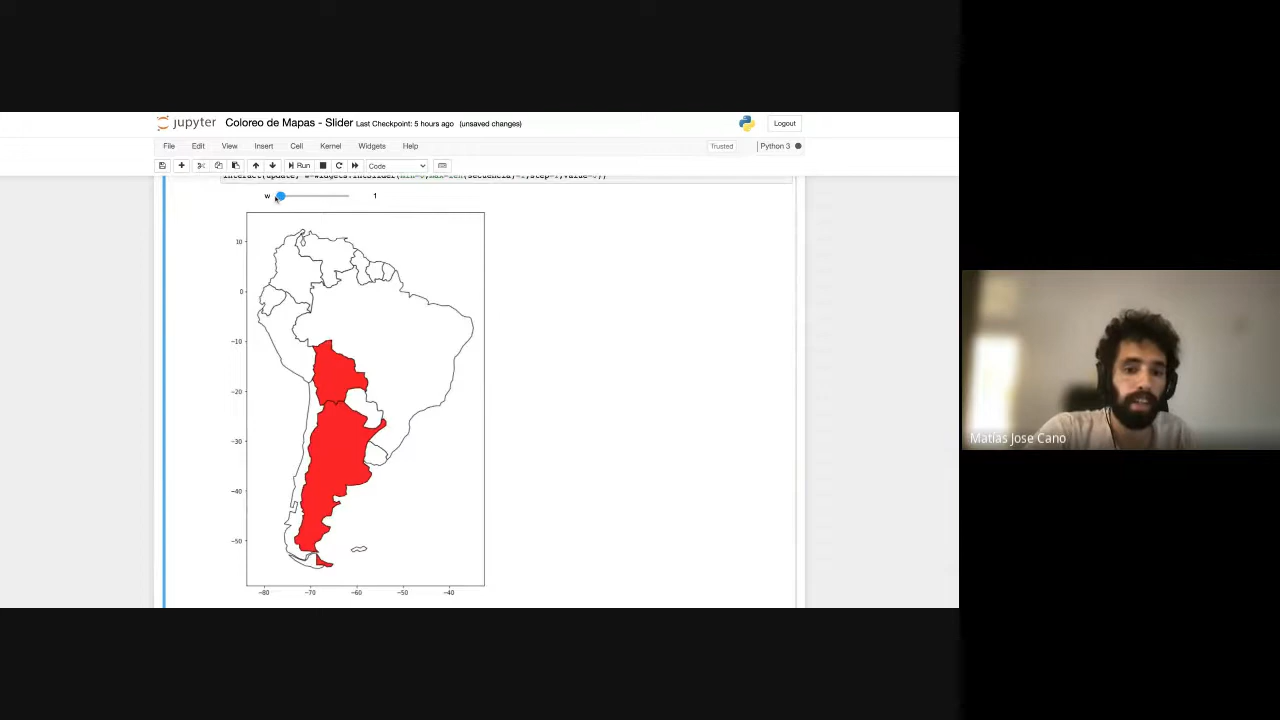 jupyter Coloreo de Mapas - Slider Last Checkpoint: 5 hours ago (unsaved changes) Logout
File Edit View Insert Cell Kernel Widgets Help Trusted Python 3
Run Code
w 1
10
0
−10
−20
−30
−40
−50
−80 −70 −60 −50 −40
Matías Jose Cano